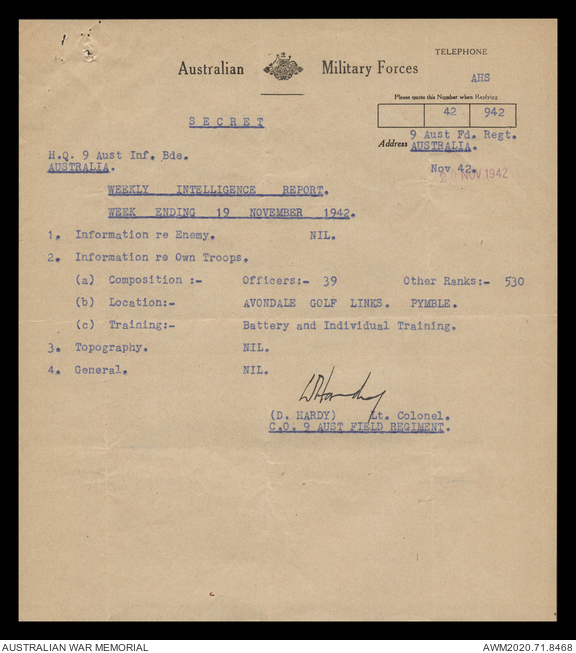 TELEPHONE
Australian Military Forces
AHS
Please quote this Number when Replying
42 942
SECRET
9 Aust Fd. Regt.
Address AUSTRALIA.
H.Q. 9 Aust Inf. Bde.
AUSTRALIA.
Nov 42.
NOV 1942
WEEKLY INTELLIGENCE REPORT.
WEEK ENDING 19 NOVEMBER 1942.
1. Information re Enemy. NIL.
2. Information re Own Troops.
(a) Composition :- Officers:- 39 Other Ranks:- 530
(b) Location:- AVONDALE GOLF LINKS. PYMBLE.
(c) Training:- Battery and Individual Training.
3. Topography. NIL.
4. General. NIL.
DHardy
(D. HARDY) Lt. Colonel.
C.O. 9 AUST FIELD REGIMENT.
AUSTRALIAN WAR MEMORIAL AWM2020.71.8468